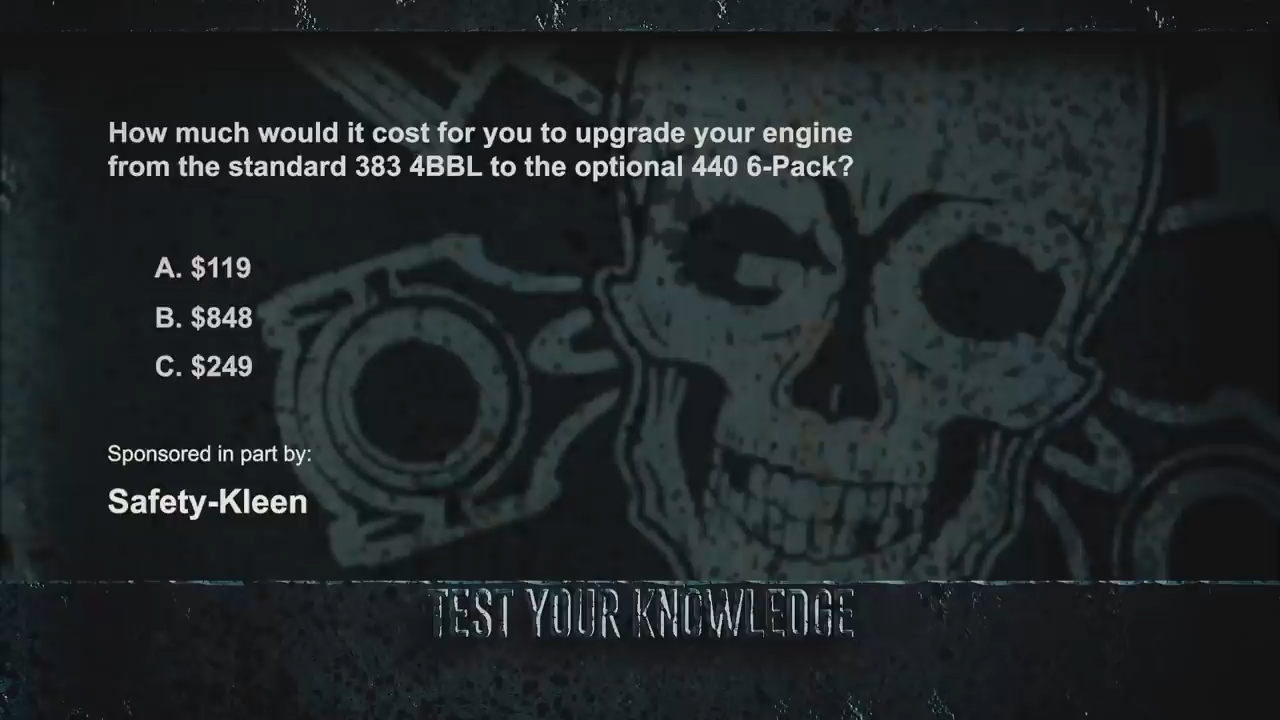 How much would it cost for you to upgrade your engine
from the standard 383 4BBL to the optional 440 6-Pack?
A. $119
B. $848
C. $249
Sponsored in part by:
Safety-Kleen
TEST YOUR KNOWLEDGE